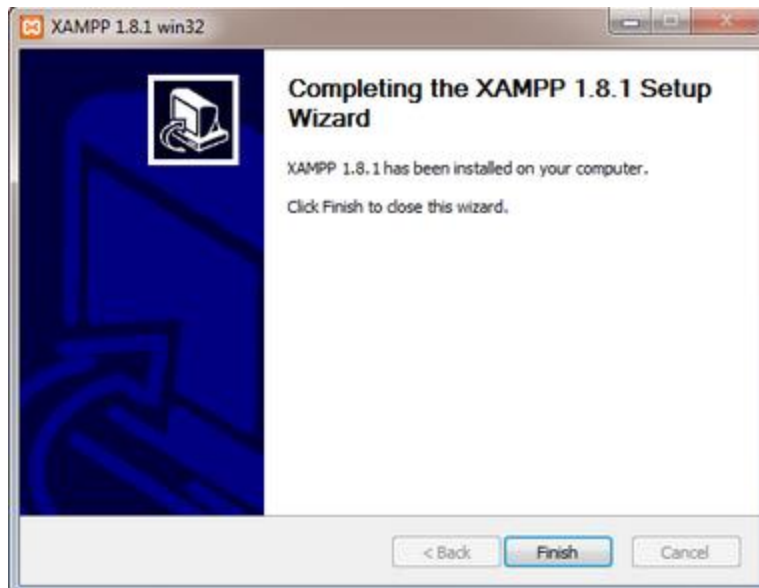 XAMPP 1.8.1 win32
Completing the XAMPP 1.8.1 Setup
Wizard
XAMPP 1.8.1 has been installed on your computer.
Click Finish to close this wizard.
< Back
Finish
Cancel